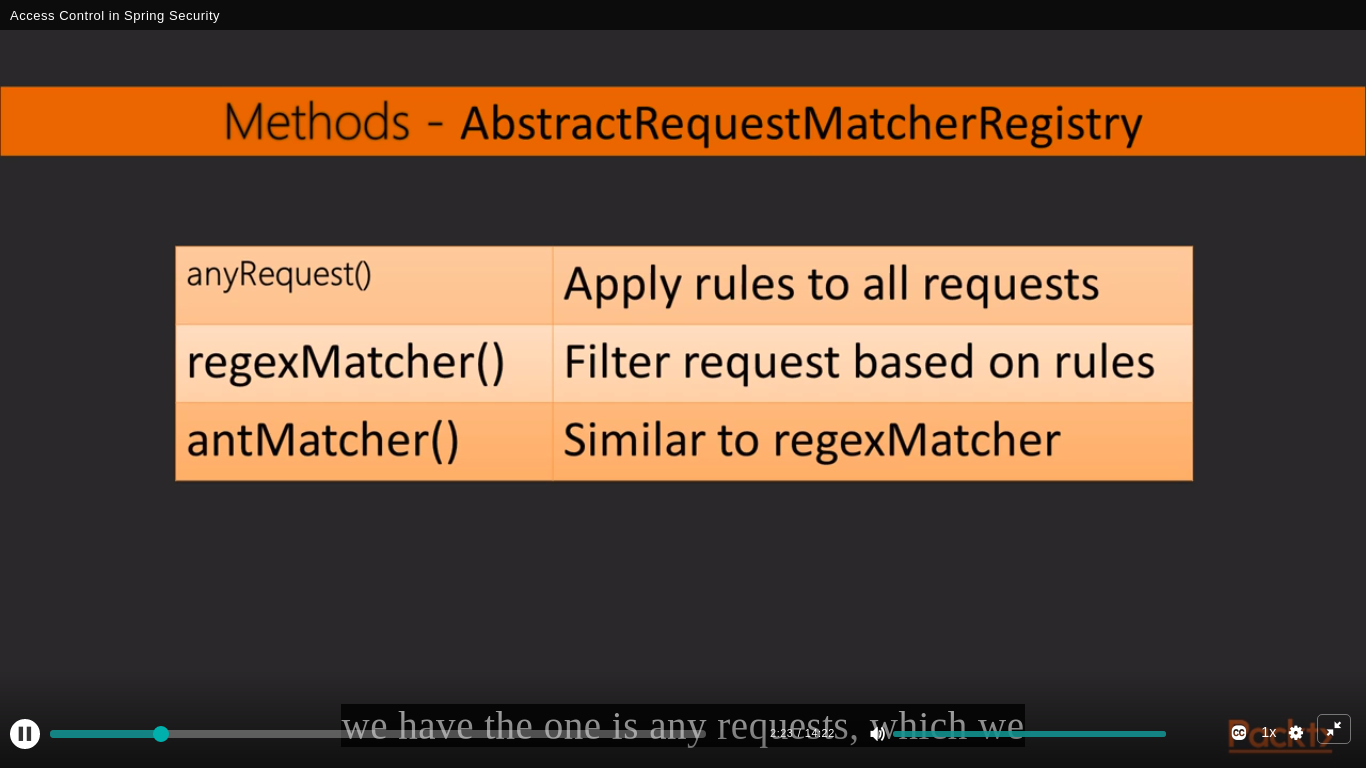 Access Control in Spring Security
Methods - AbstractRequestMatcherRegistry
anyRequest() Apply rules to all requests
regexMatcher() Filter request based on rules
antMatcher() Similar to regexMatcher
we have the one is any requests, which we
2:23 / 14:22
CC
1x
Packt